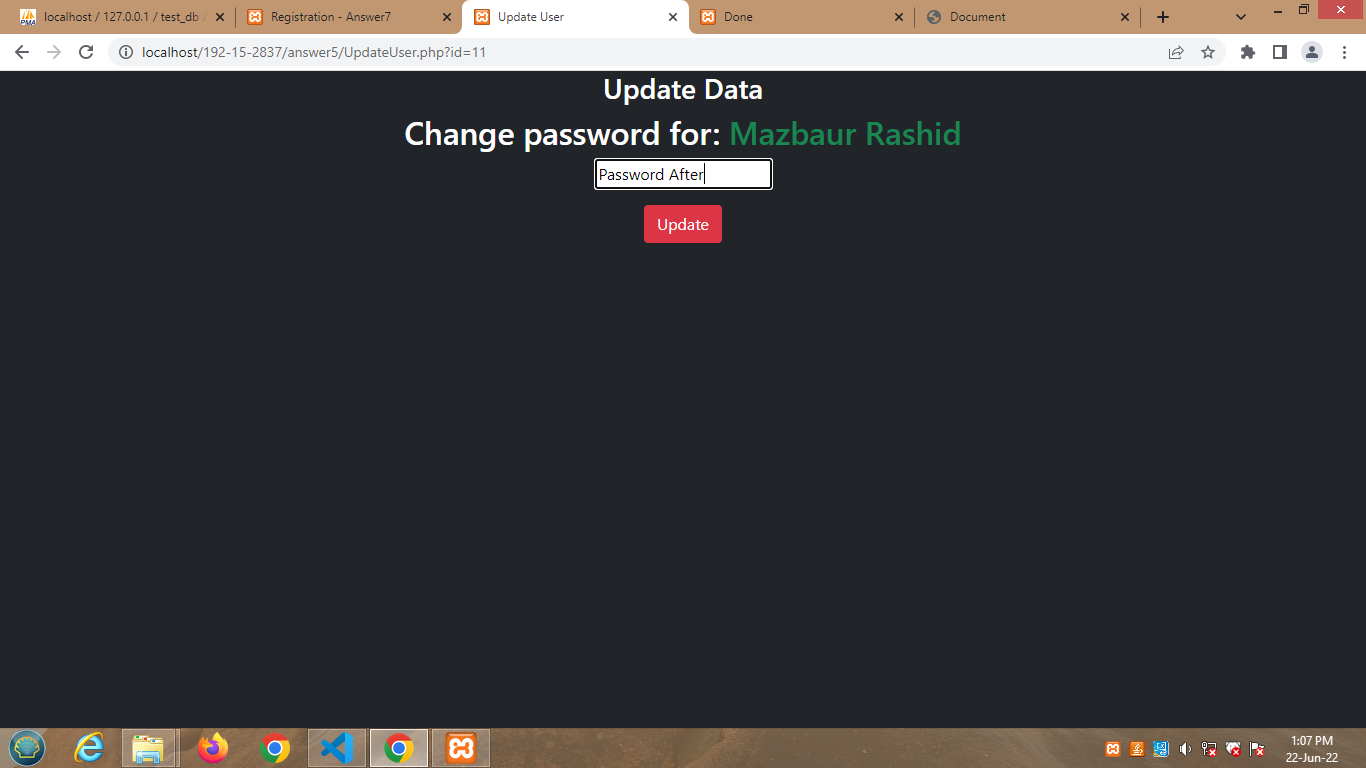 localhost / 127.0.0.1 / test_db
Registration - Answer7
Update User
Done
Document
localhost/192-15-2837/answer5/UpdateUser.php?id=11
Update Data
Change password for: Mazbaur Rashid
Password After
Update
PMA
1:07 PM
22-Jun-22